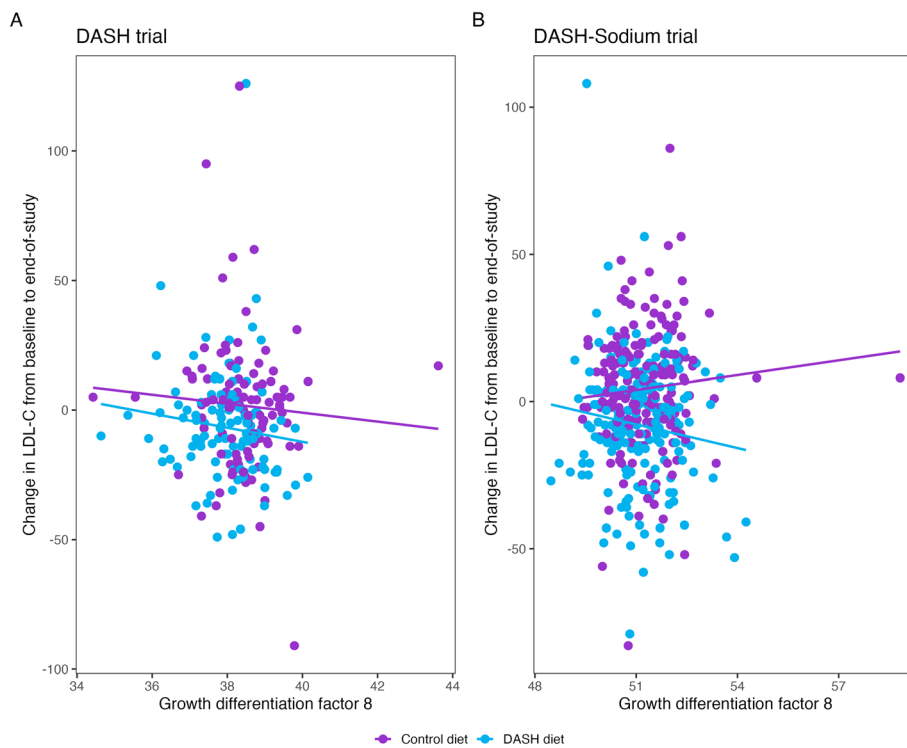 A
DASH trial
Change in LDL-C from baseline to end-of-study
100
50
0
-50
-100
34
36
38
40
42
44
Growth differentiation factor 8
B
DASH-Sodium trial
Change in LDL-C from baseline to end-of-study
100
50
0
-50
48
51
54
57
Growth differentiation factor 8
Control diet
DASH diet